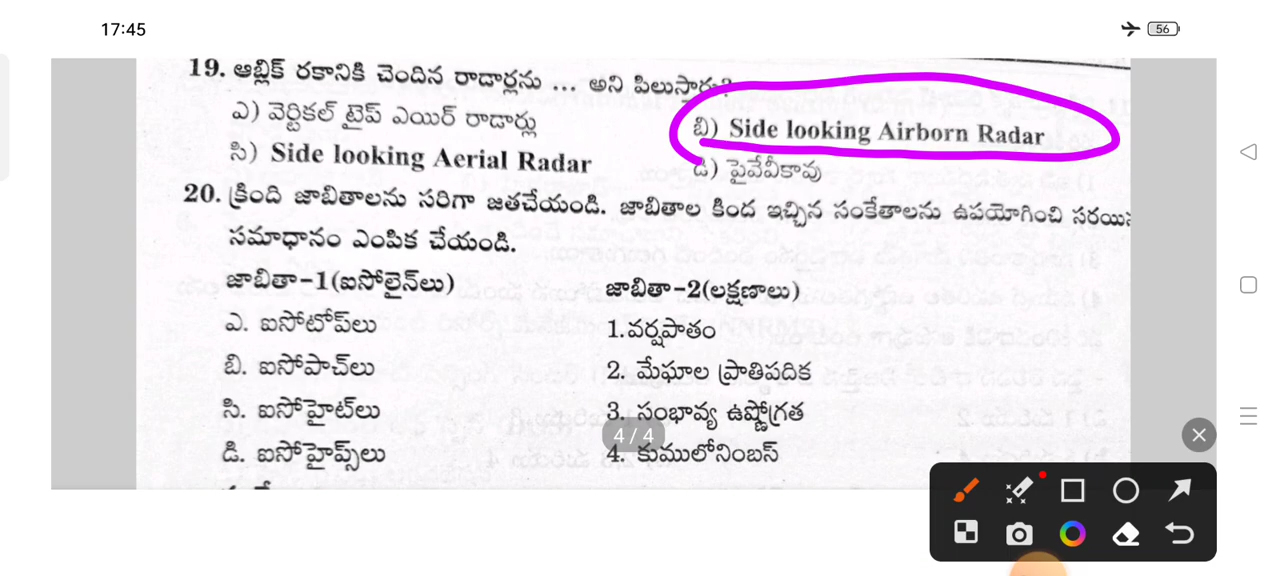 17:45
56
19. ఆబ్లిక్ రకానికి చెందిన రాడార్లను ... అని పిలుస్తారు?
ఎ) వెర్టికల్ టైప్ ఎయిర్ రాడార్లు బి) Side looking Airborn Radar
సి) Side looking Aerial Radar డి) పైవేవీకావు
20. క్రింది జాబితాలను సరిగా జతచేయండి. జాబితాల కింద ఇచ్చిన సంకేతాలను ఉపయోగించి
సమాధానం ఎంపిక చేయండి.
జాబితా-1(ఐసోలైన్‌లు) జాబితా-2(లక్షణాలు)
ఎ. ఐసోటోప్‌లు 1.వర్షపాతం
బి. ఐసోపాచ్‌లు 2. మేఘాల ప్రాతిపదిక
సి. ఐసోహైట్‌లు 3. సంభావ్య ఉష్ణోగ్రత
డి. ఐసోహైప్స్‌లు 4. కుములోనింబస్
4/4